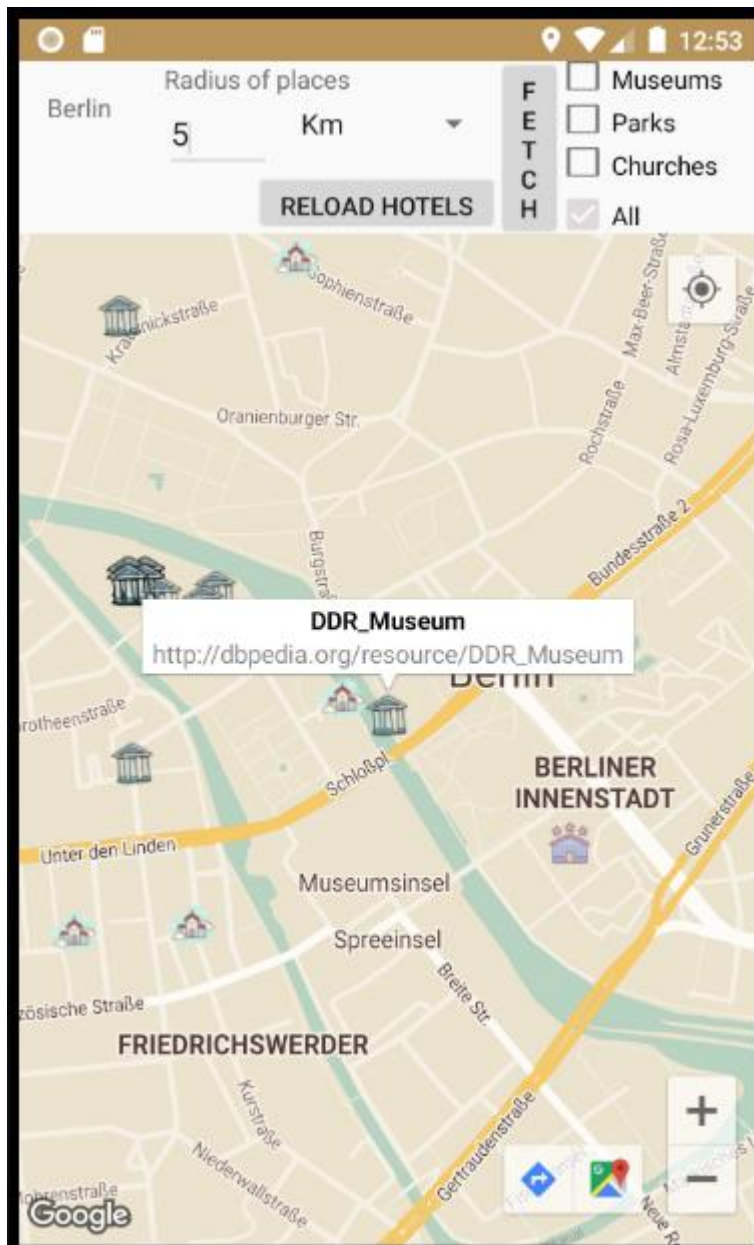 12:53
Berlin
Radius of places
5
Km
RELOAD HOTELS
FETCH
Museums
Parks
Churches
All
Sophienstraße
Max-Beer-Straße
Rosa-Luxemburg-Straße
Oranienburger Str.
Rochstraße
Bundesstraße 2
DDR_Museum
http://dbpedia.org/resource/DDR_Museum
Berlin
Schloßpl
BERLINER
INNENSTADT
Grunerstraße
Unter den Linden
Museumsinsel
Spreeinsel
Breite Str.
FRIEDRICHSWERDER
Kurstraße
Niederwallstraße
Gertraudenstraße
Google